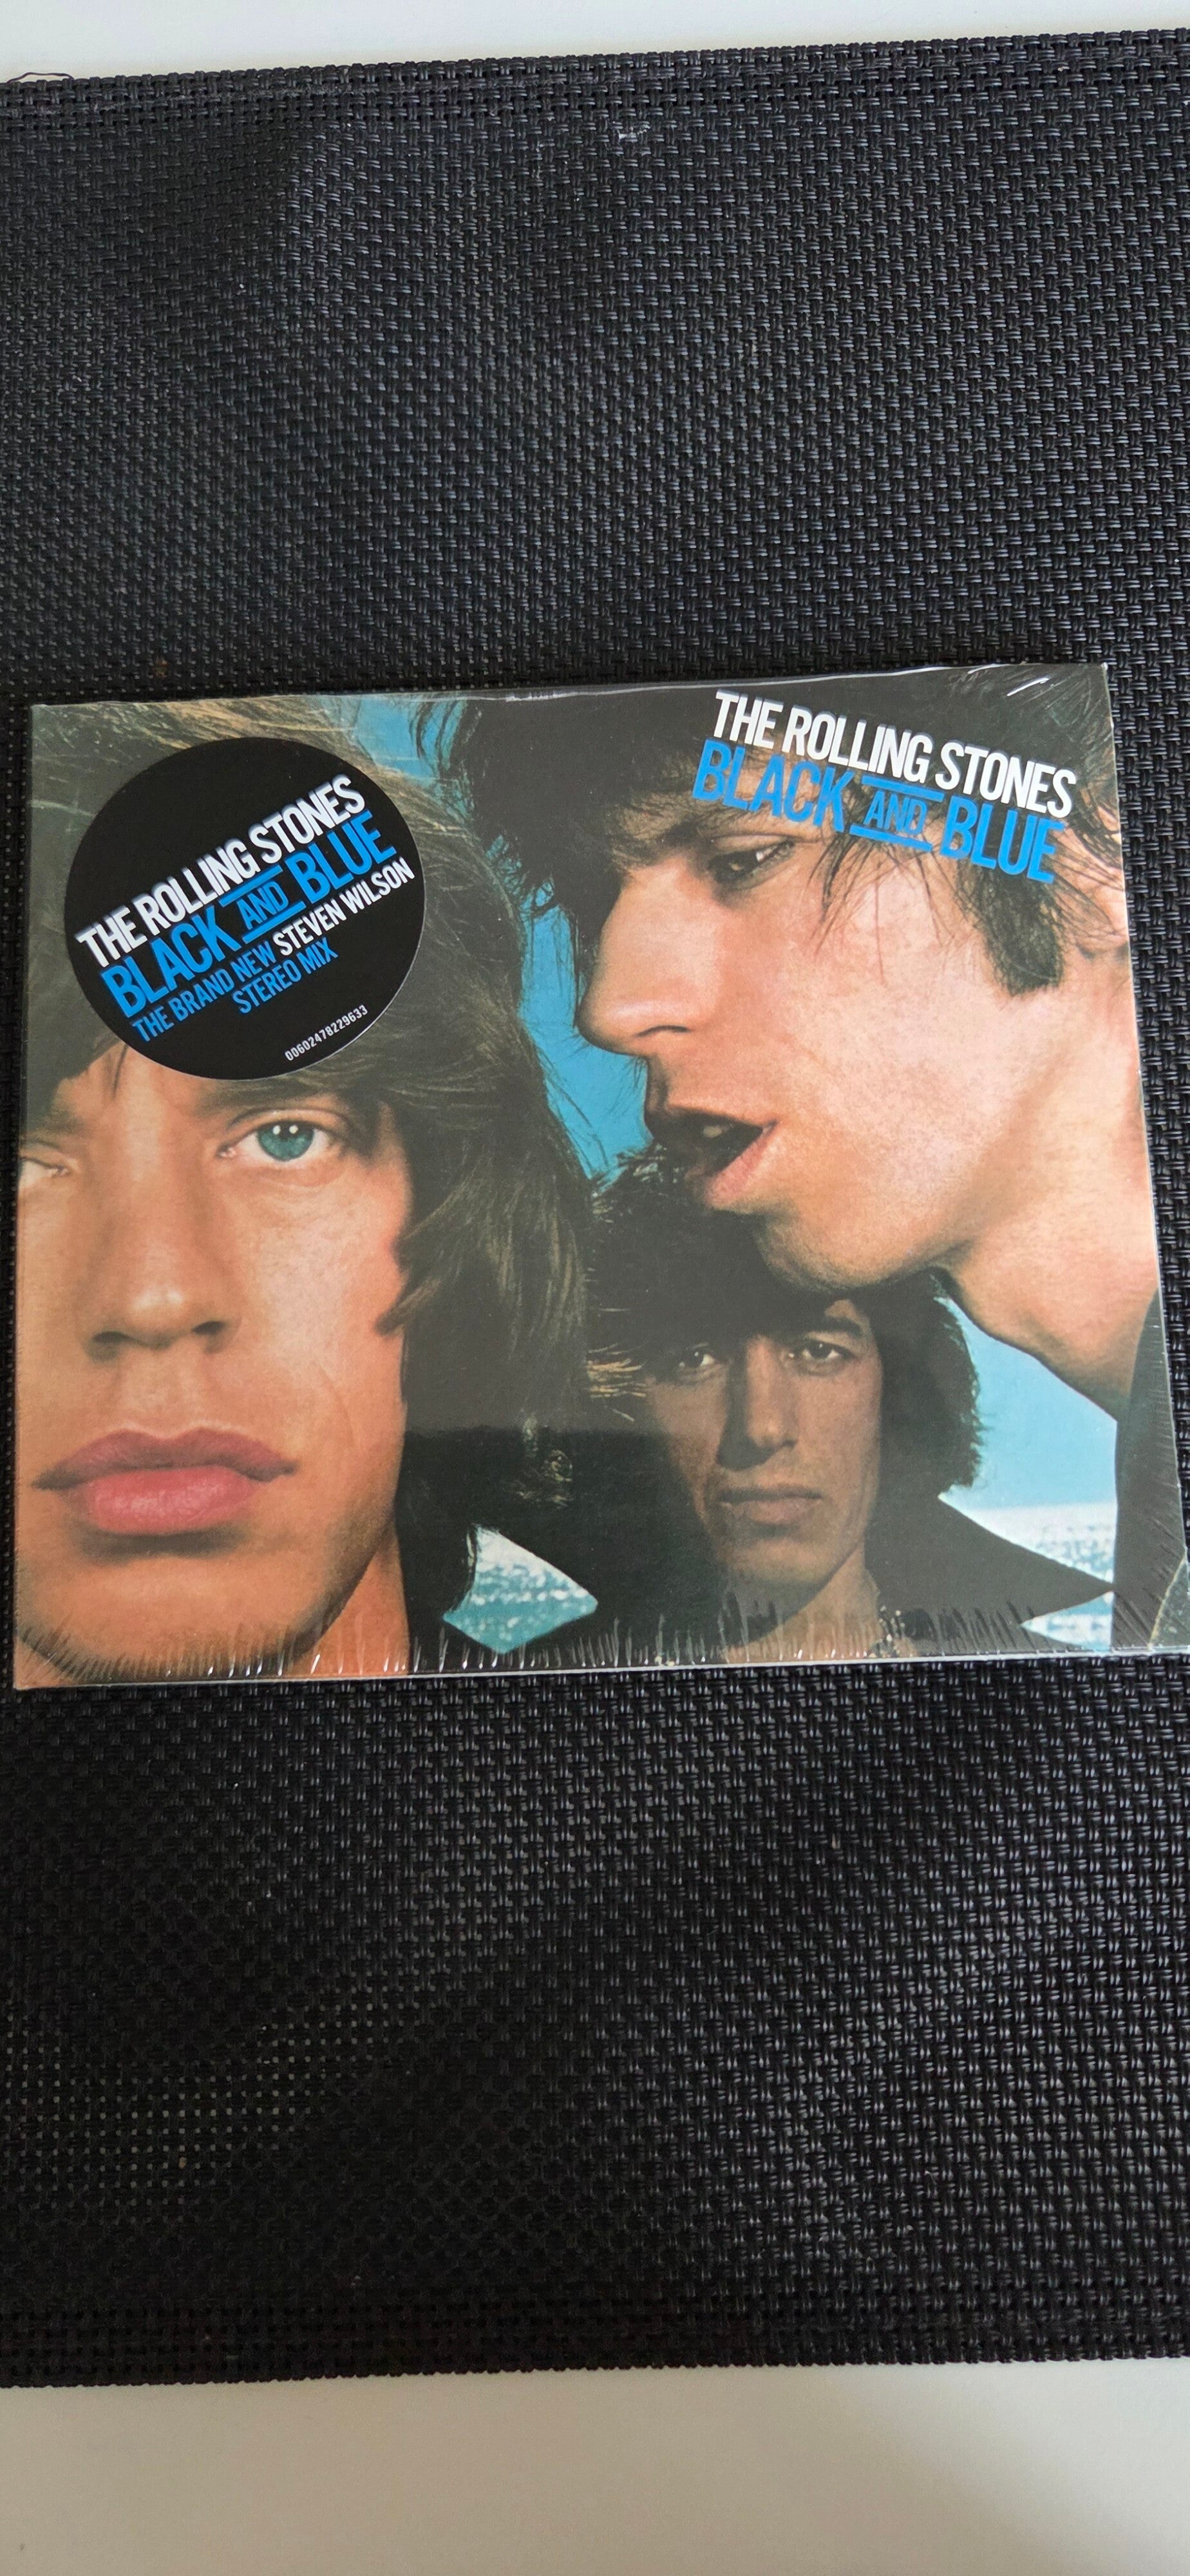 THE ROLLING STONES
BLACK AND BLUE
THE ROLLING STONES
BLACK AND BLUE
THE BRAND NEW STEVEN WILSON
STEREO MIX
00602478229633